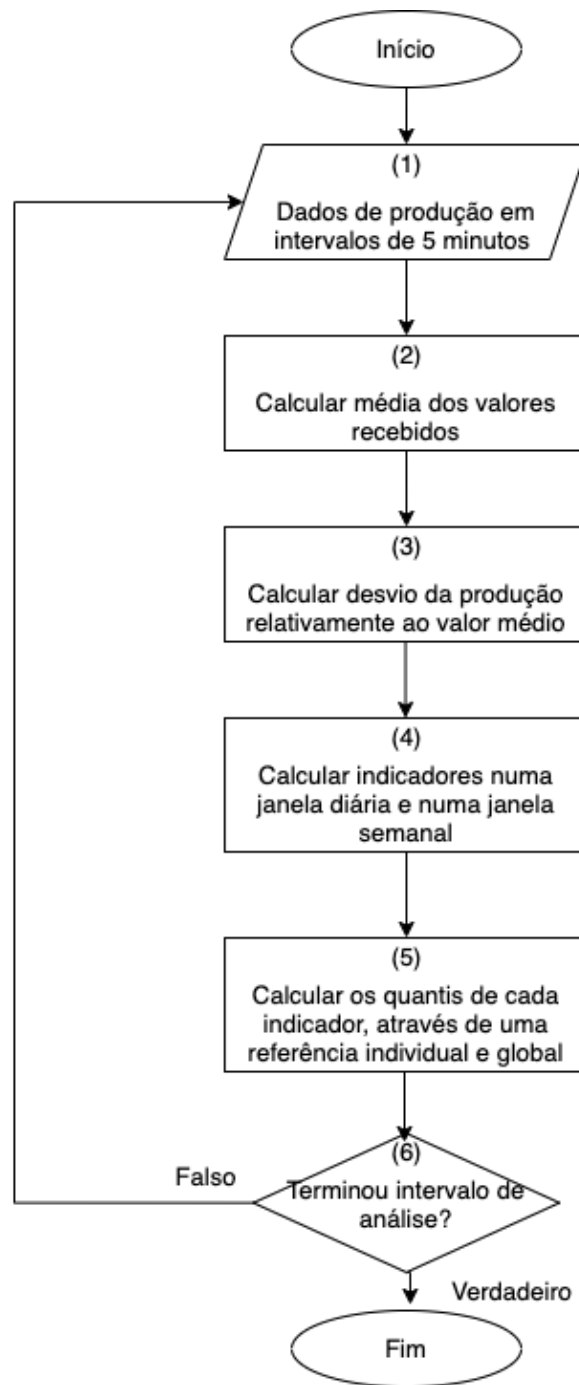 Início
(1)
Dados de produção em
intervalos de 5 minutos
(2)
Calcular média dos valores
recebidos
(3)
Calcular desvio da produção
relativamente ao valor médio
(4)
Calcular indicadores numa
janela diária e numa janela
semanal
(5)
Calcular os quantis de cada
indicador, através de uma
referência individual e global
(6)
Falso
Terminou intervalo de
análise?
Verdadeiro
Fim